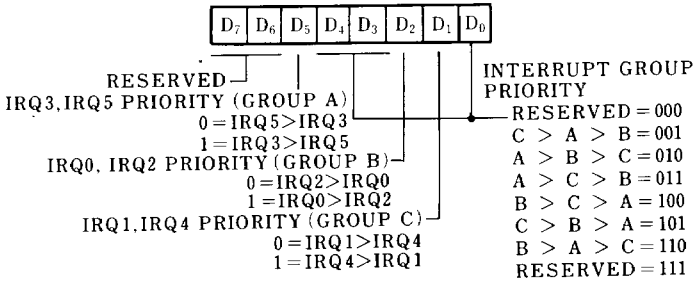 D7 D6 D5 D4 D3 D2 D1 D0
RESERVED
IRQ3,IRQ5 PRIORITY (GROUP A)
0=IRQ5>IRQ3
1=IRQ3>IRQ5
IRQ0, IRQ2 PRIORITY (GROUP B)
0=IRQ2>IRQ0
1=IRQ0>IRQ2
IRQ1,IRQ4 PRIORITY (GROUP C)
0=IRQ1>IRQ4
1=IRQ4>IRQ1
INTERRUPT GROUP
PRIORITY
RESERVED=000
C > A > B=001
A > B > C=010
A > C > B=011
B > C > A=100
C > B > A=101
B > A > C=110
RESERVED=111